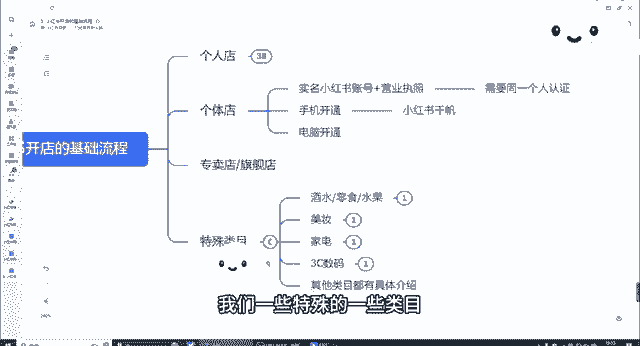 个人店
38
个体店
实名小红书账号+营业执照
需要同一个人认证
手机开通
小红书千帆
电脑开通
开店的基础流程
专卖店/旗舰店
特殊类目
酒水/零食/水果
1
美妆
1
家电
1
3C数码
1
其他类目都有具体介绍
我们一些特殊的一些类目